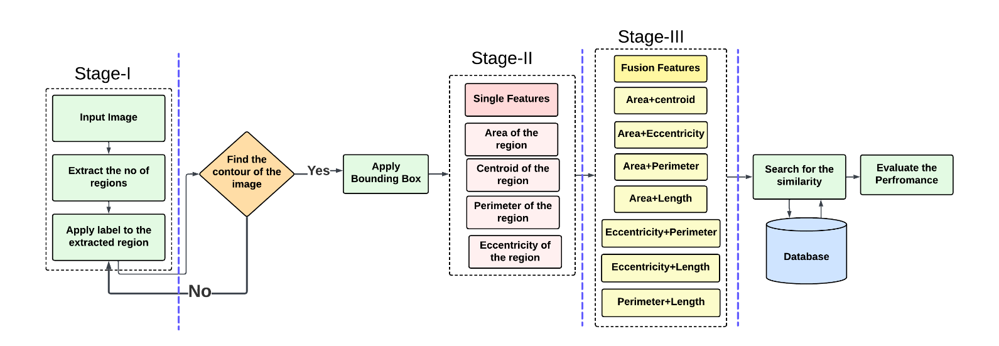 Stage-I
Input Image
Extract the no of
regions
Apply label to the
extracted region
Find the
contour of the
image
Yes
No
Apply
Bounding Box
Stage-II
Single Features
Area of the
region
Centroid of the
region
Perimeter of the
region
Eccentricity of
the region
Stage-III
Fusion Features
Area+centroid
Area+Eccentricity
Area+Perimeter
Area+Length
Eccentricity+Perimeter
Eccentricity+Length
Perimeter+Length
Search for the
similarity
Database
Evaluate the
Perfromance